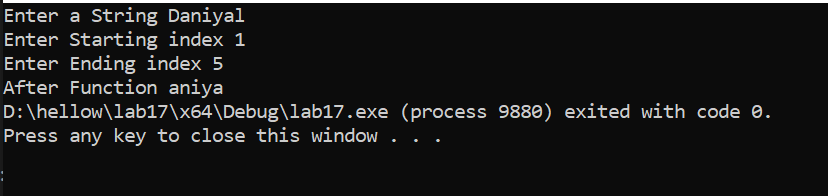 Enter a String Daniyal
Enter Starting index 1
Enter Ending index 5
After Function aniya
D:\hellow\lab17\x64\Debug\lab17.exe (process 9880) exited with code 0.
Press any key to close this window . . .